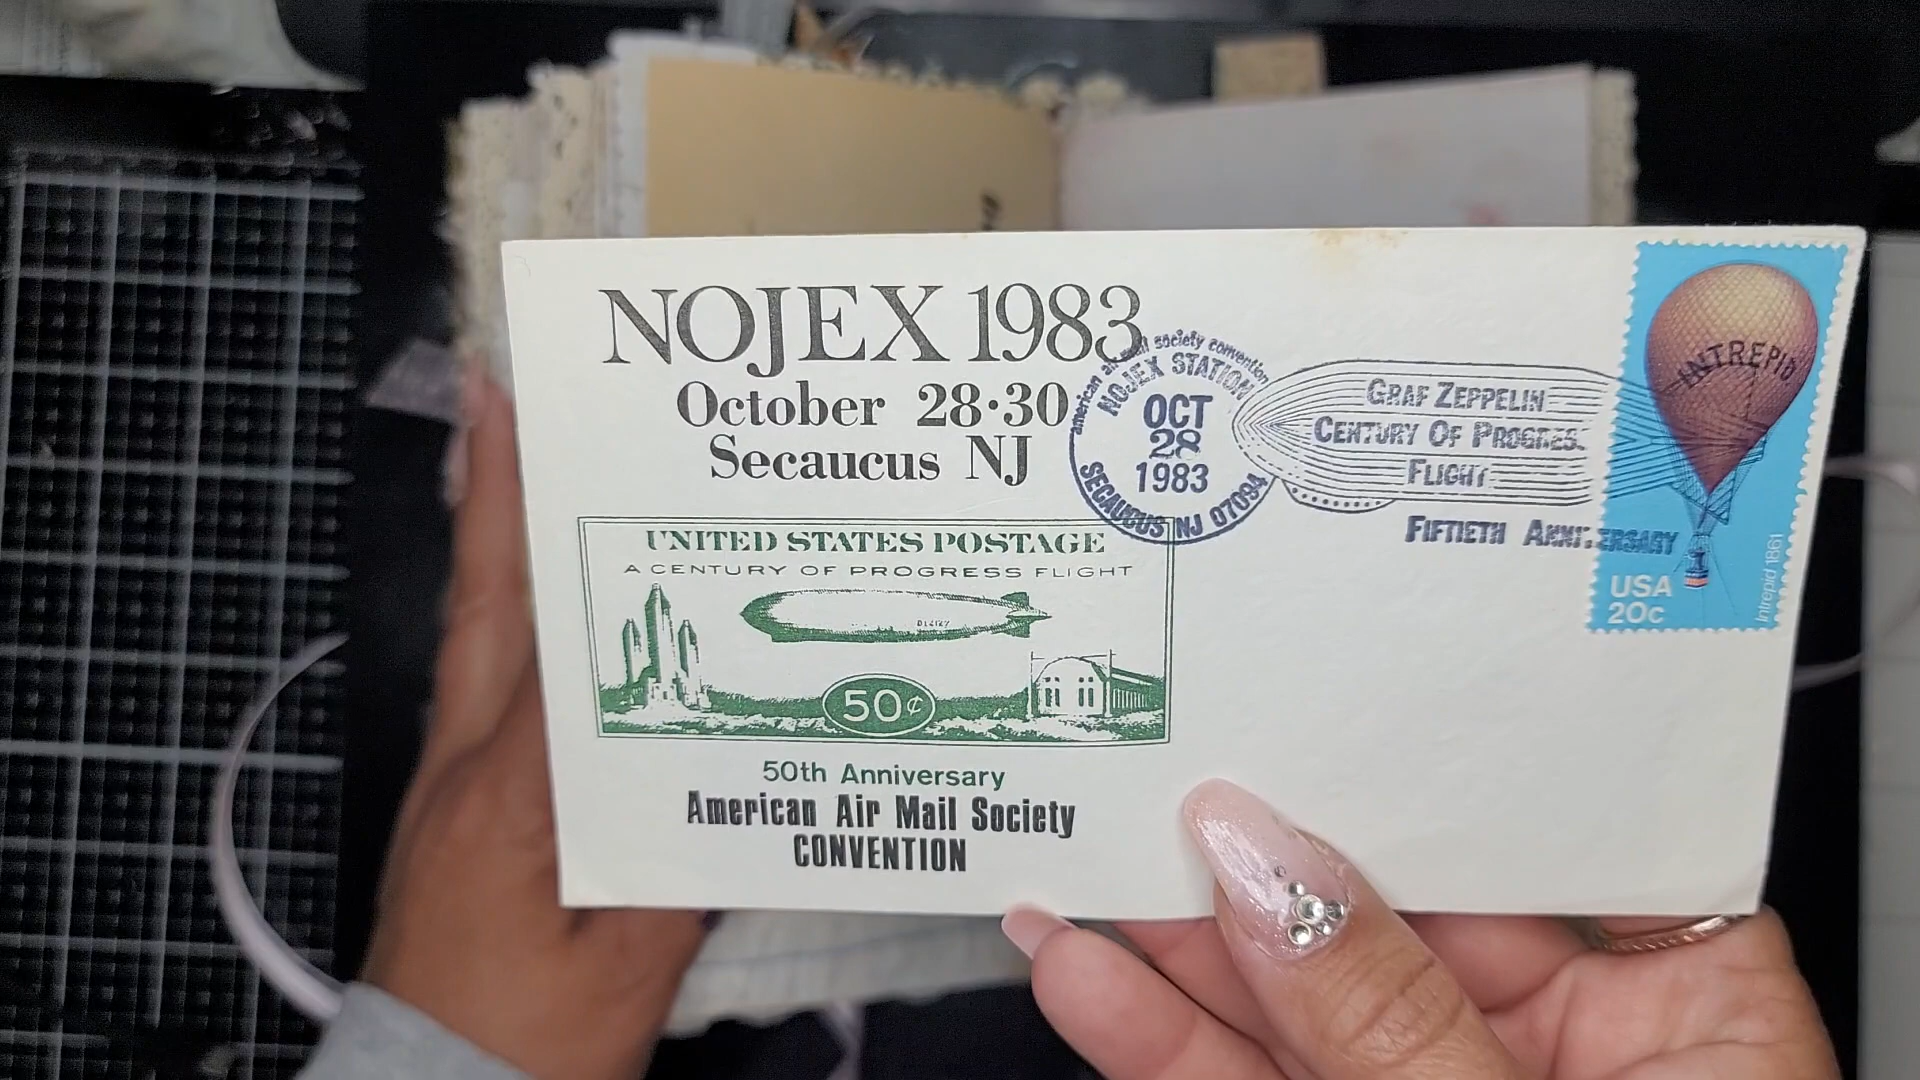 NOJEX 1983
October 28·30
Secaucus NJ
american air mail society convention
NOJEX STATION
OCT
28
1983
SECAUCUS NJ 07094
GRAF ZEPPELIN
CENTURY OF PROGRESS
FLIGHT
FIFTIETH ANNIVERSARY
INTREPID
USA
20c
Intrepid 1861
UNITED STATES POSTAGE
A CENTURY OF PROGRESS FLIGHT
50¢
50th Anniversary
American Air Mail Society
CONVENTION